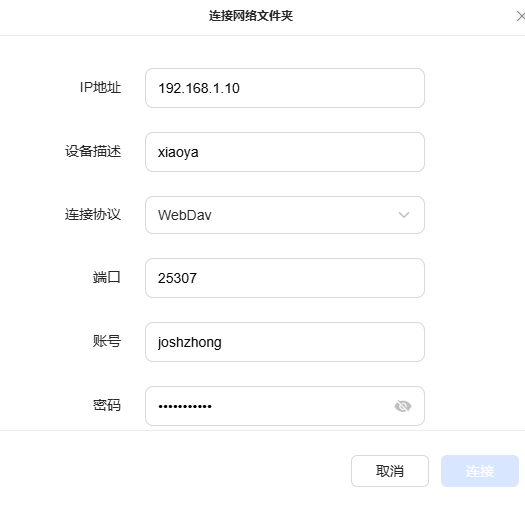 连接网络文件夹
IP地址 192.168.1.10
设备描述 xiaoya
连接协议 WebDav
端口 25307
账号 joshzhong
密码 •••••••••••
取消 连接